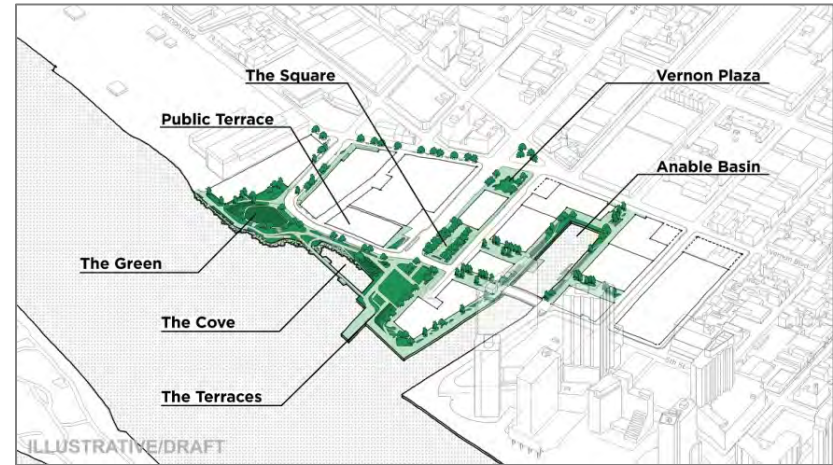 The Square
Vernon Plaza
Public Terrace
Anable Basin
The Green
The Cove
The Terraces
ILLUSTRATIVE/DRAFT